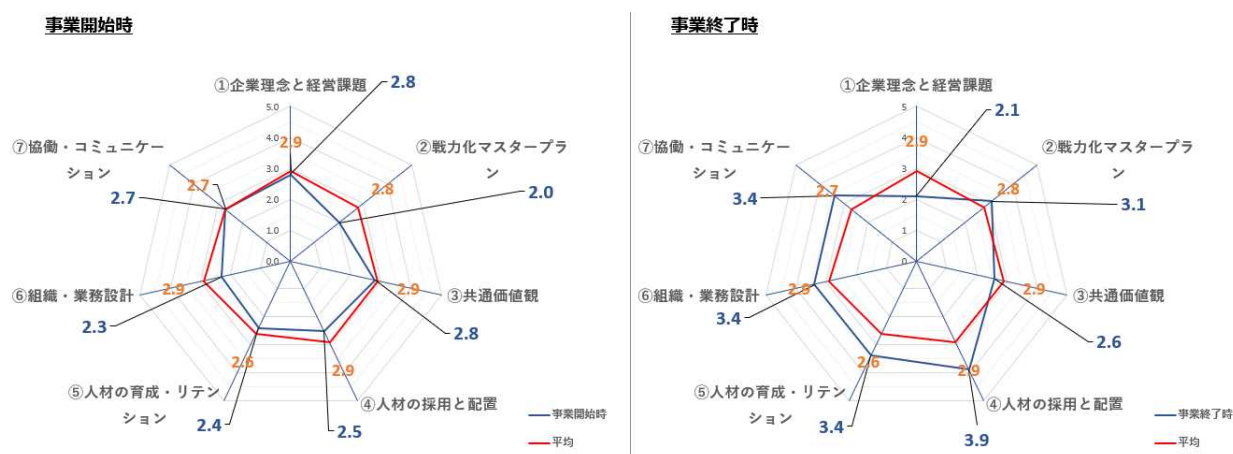 事業開始時
①企業理念と経営課題
2.8
5.0
4.0
3.0
2.0
1.0
0.0
2.9
②戦力化マスタープラ
ン
2.8
2.0
③共通価値観
2.9
2.8
④人材の採用と配置
2.9
2.5
⑤人材の育成・リテン
ション
2.6
2.4
⑥組織・業務設計
2.9
2.3
⑦協働・コミュニケー
ション
2.7
2.7
事業開始時
平均
事業終了時
①企業理念と経営課題
2.1
5
4
3
2
1
0
2.9
②戦力化マスタープラ
ン
2.8
3.1
③共通価値観
2.9
2.6
④人材の採用と配置
2.9
3.9
⑤人材の育成・リテン
ション
2.6
3.4
⑥組織・業務設計
2.9
3.4
⑦協働・コミュニケー
ション
2.7
3.4
事業終了時
平均